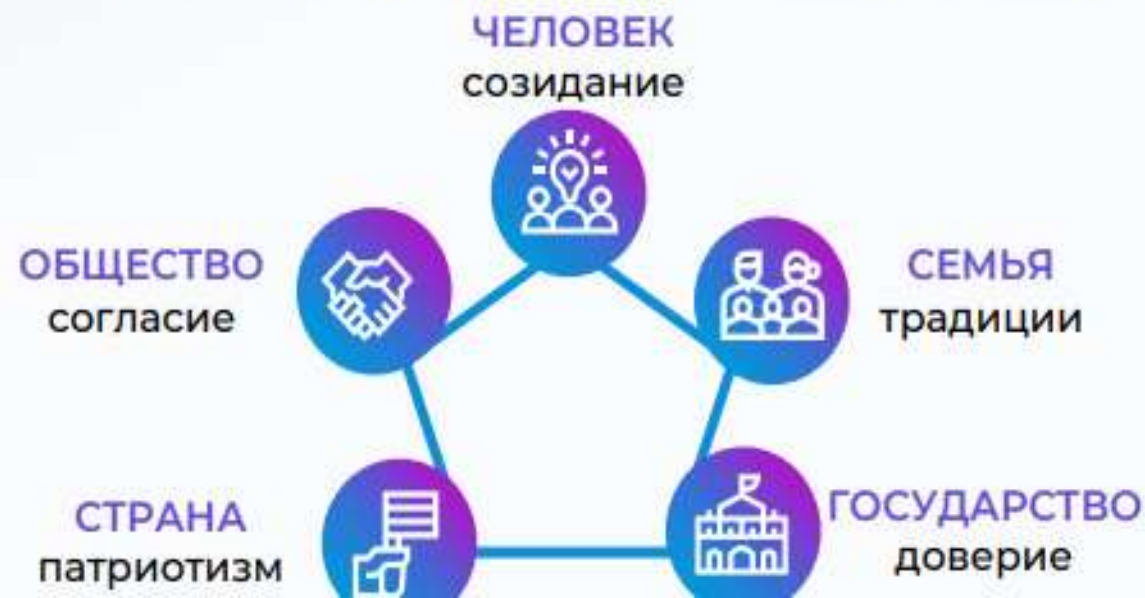 ЧЕЛОВЕК
созидание
ОБЩЕСТВО
согласие
СЕМЬЯ
традиции
СТРАНА
патриотизм
ГОСУДАРСТВО
доверие